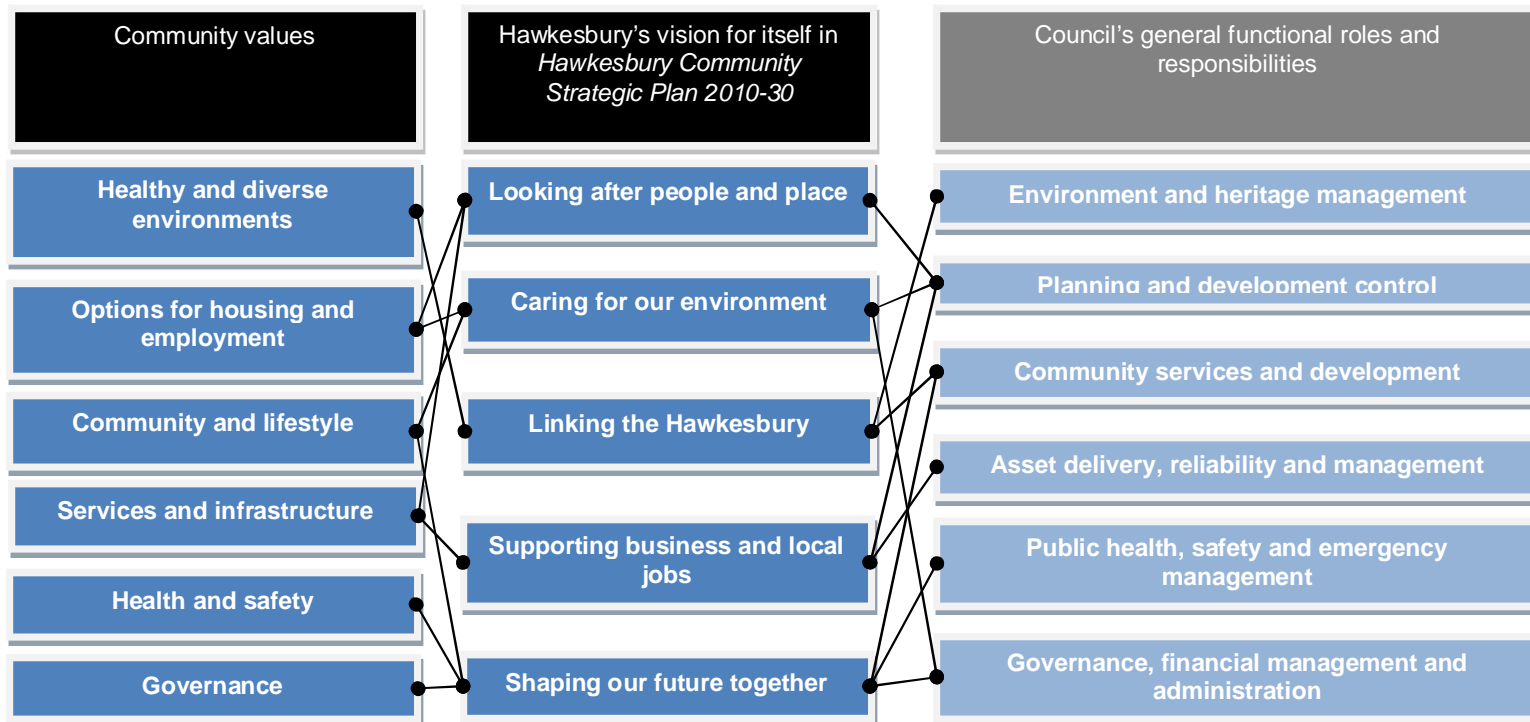 Community values
Hawkesbury's vision for itself in
Hawkesbury Community
Strategic Plan 2010-30
Council's general functional roles and
responsibilities
Healthy and diverse
environments
Options for housing and
employment
Community and lifestyle
Services and infrastructure
Health and safety
Governance
Looking after people and place
Caring for our environment
Linking the Hawkesbury
Supporting business and local
jobs
Shaping our future together
Environment and heritage management
Planning and development control
Community services and development
Asset delivery, reliability and management
Public health, safety and emergency
management
Governance, financial management and
administration